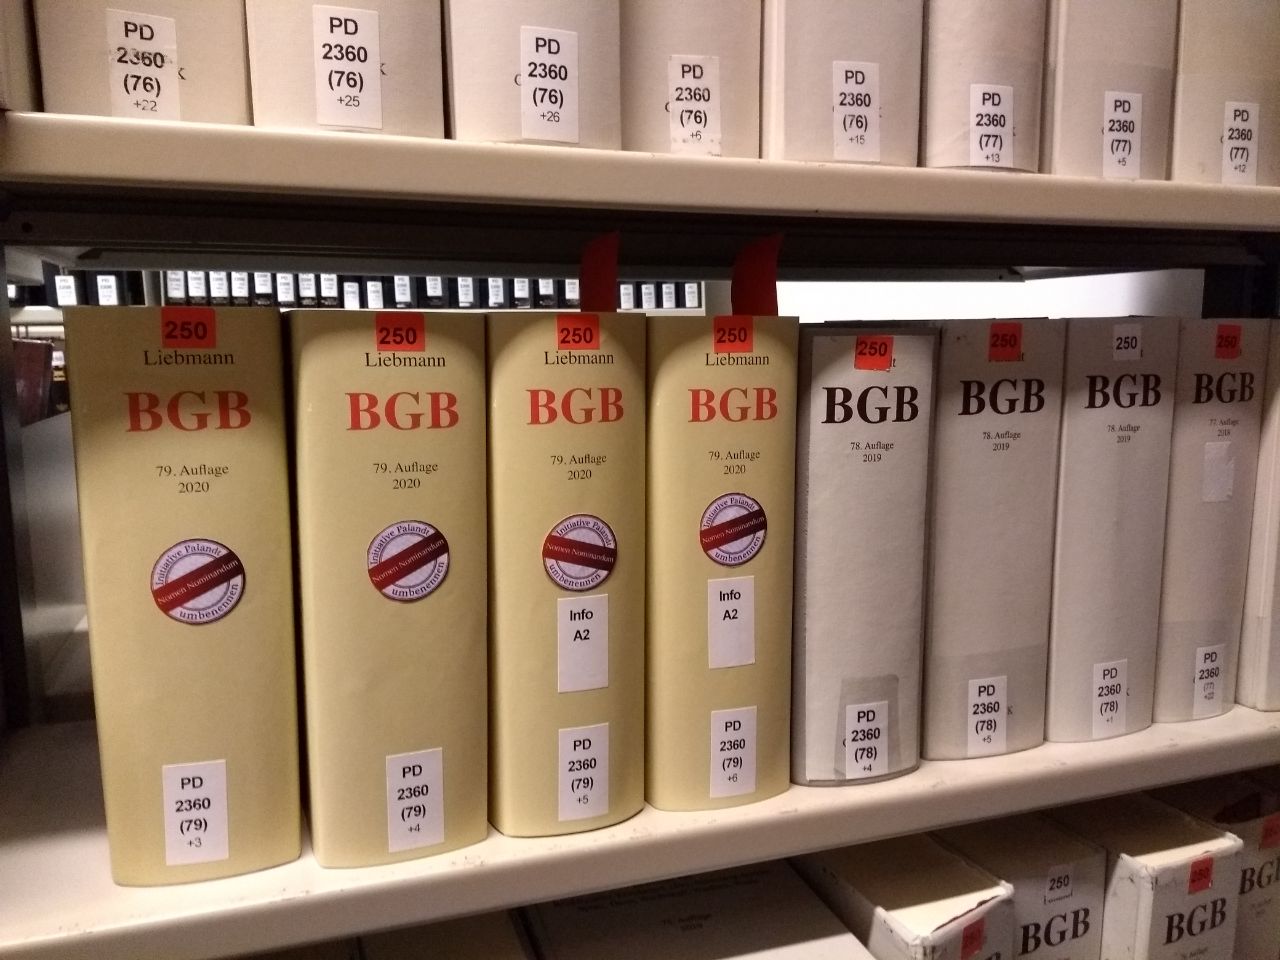 PD
2360
(76)
+22
PD
2360
(76)
+25
PD
2360
(76)
+26
PD
2360
(76)
+6
PD
2360
(76)
+15
PD
2360
(77)
+13
PD
2360
(77)
+5
PD
2360
(77)
+12
250
Liebmann
BGB
79. Auflage
2020
Initiative Palandt
Nomen Nominandum
umbenennen
PD
2360
(79)
+3
250
Liebmann
BGB
79. Auflage
2020
Initiative Palandt
Nomen Nominandum
umbenennen
PD
2360
(79)
+4
250
Liebmann
BGB
79. Auflage
2020
Initiative Palandt
Nomen Nominandum
umbenennen
Info
A2
PD
2360
(79)
+5
250
Liebmann
BGB
79. Auflage
2020
Initiative Palandt
Nomen Nominandum
umbenennen
Info
A2
PD
2360
(79)
+6
250
BGB
78. Auflage
2019
PD
2360
(78)
+4
250
BGB
78. Auflage
2019
PD
2360
(78)
+5
250
BGB
78. Auflage
2019
PD
2360
(78)
+1
250
BGB
77. Auflage
2018
PD
2360
(77)
250
BGB
250
BGB
BGB